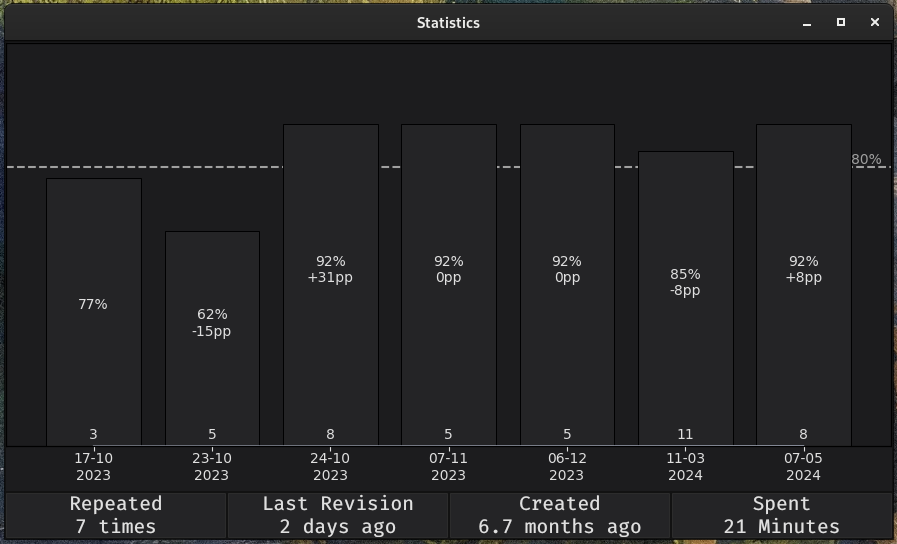 Statistics
80%
77%
62%
-15pp
92%
+31pp
92%
0pp
92%
0pp
85%
-8pp
92%
+8pp
3
5
8
5
5
11
8
17-10
2023
23-10
2023
24-10
2023
07-11
2023
06-12
2023
11-03
2024
07-05
2024
Repeated
7 times
Last Revision
2 days ago
Created
6.7 months ago
Spent
21 Minutes